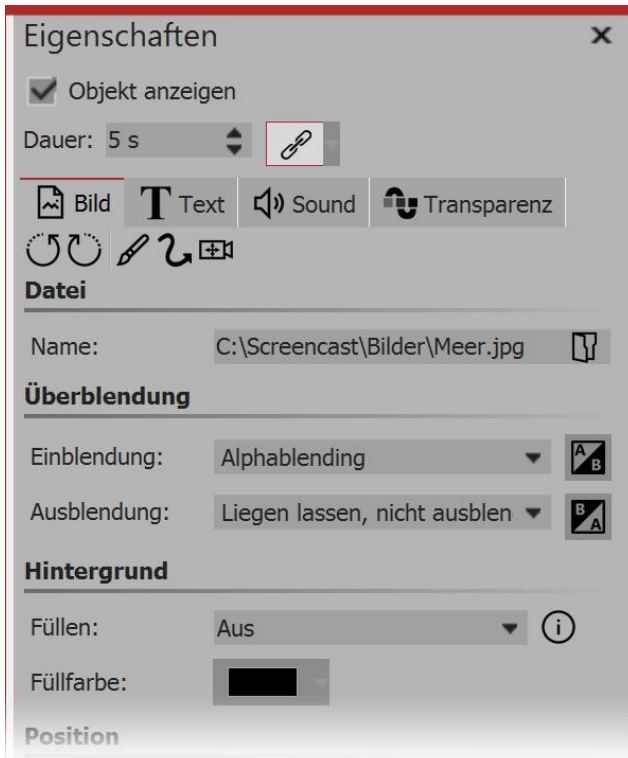 Eigenschaften
Objekt anzeigen
Dauer: 5 s
Bild Text Sound Transparenz
Datei
Name: C:\Screencast\Bilder\Meer.jpg
Überblendung
Einblendung: Alphablending A B
Ausblendung: Liegen lassen, nicht ausblen B A
Hintergrund
Füllen: Aus
Füllfarbe:
Position